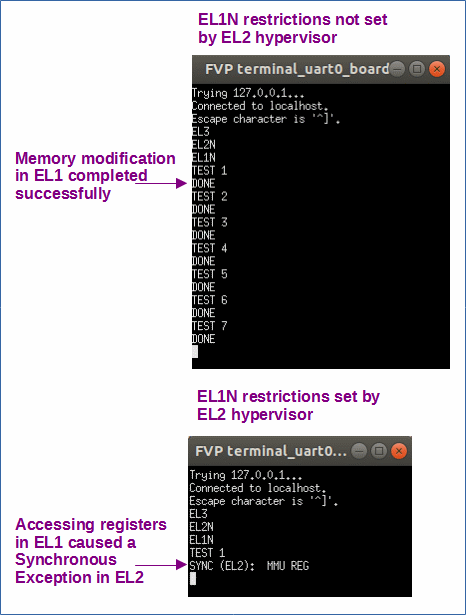 EL1N restrictions not set
by EL2 hypervisor
FVP terminal_uart0_board
Trying 127.0.0.1...
Connected to localhost.
Escape character is '^]'.
EL3
EL2N
EL1N
TEST 1
Memory modification
in EL1 completed
successfully
DONE
TEST 2
DONE
TEST 3
DONE
TEST 4
DONE
TEST 5
DONE
TEST 6
DONE
TEST 7
DONE
EL1N restrictions set by
EL2 hypervisor
FVP terminal_uart0...
Trying 127.0.0.1...
Connected to localhost.
Escape character is '^]'.
EL3
EL2N
EL1N
TEST 1
Accessing registers
in EL1 caused a
Synchronous
Exception in EL2
SYNC (EL2):  MMU REG